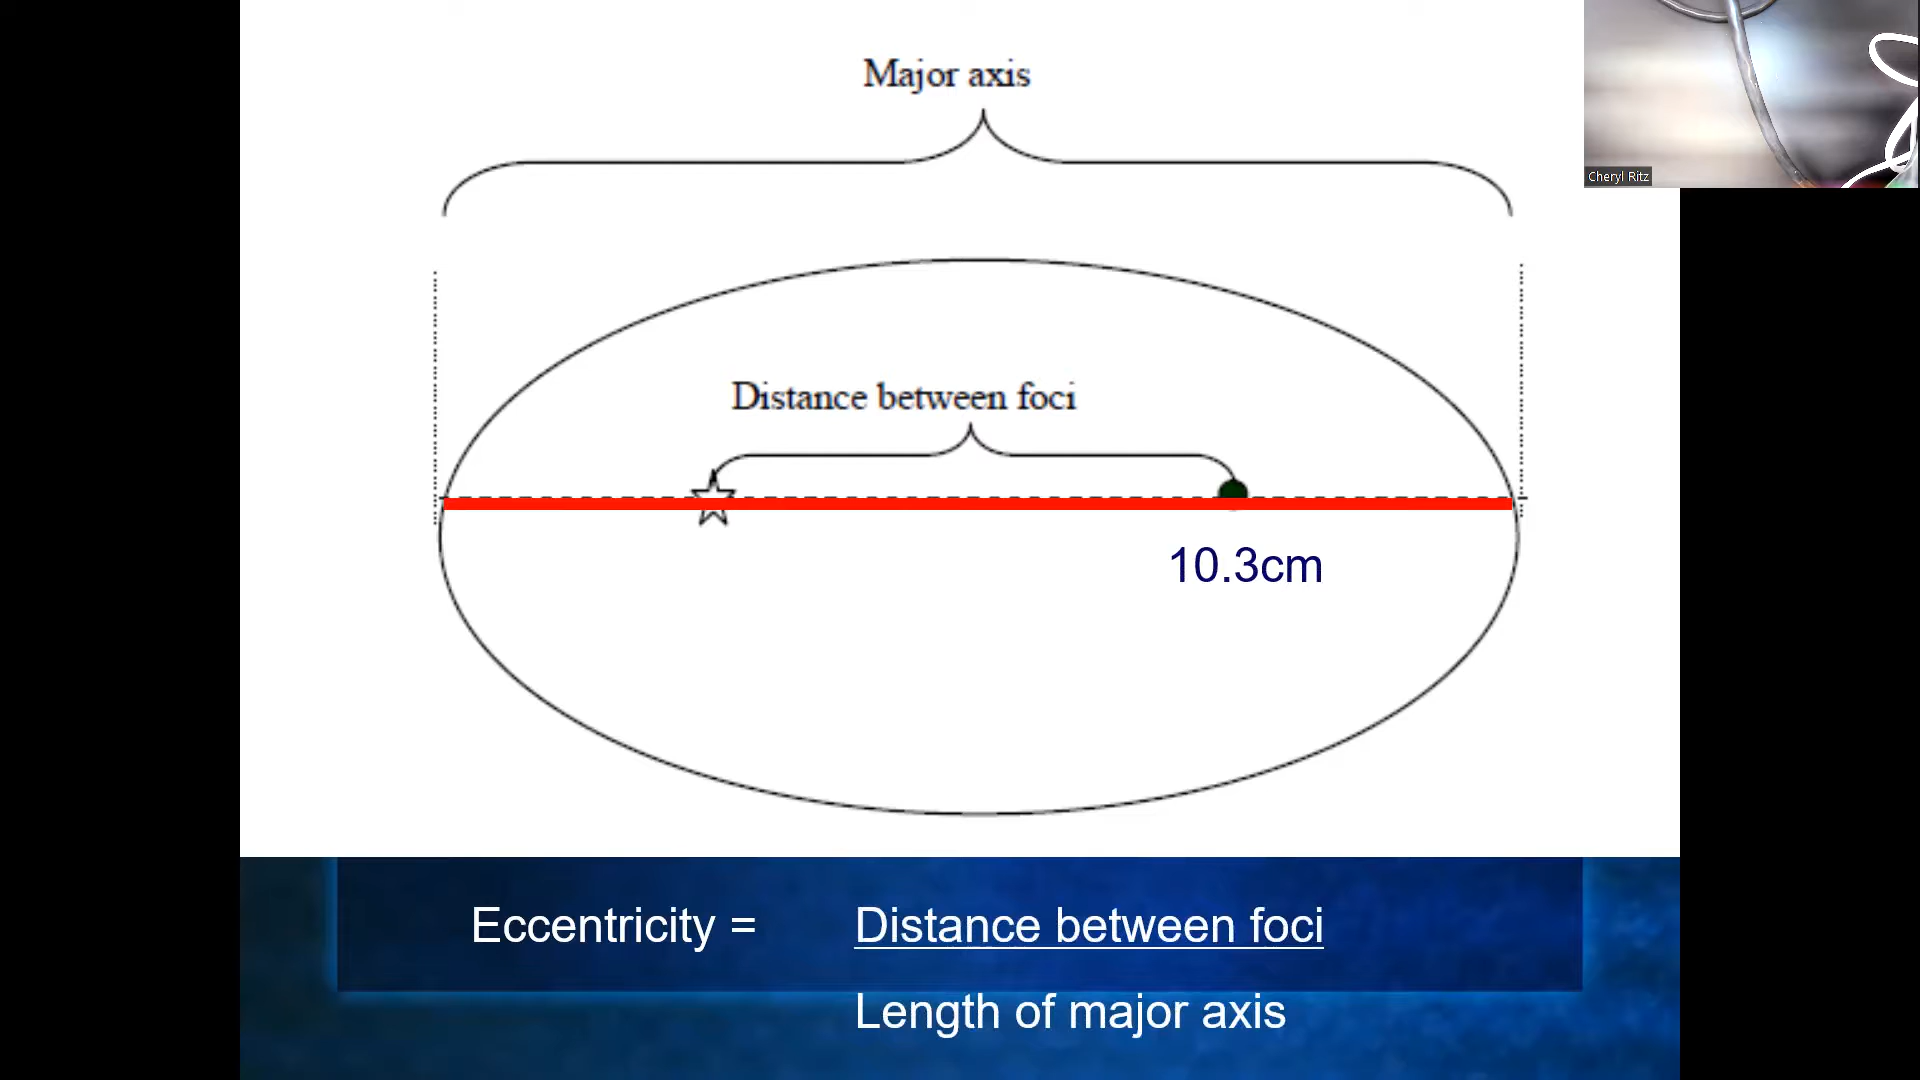 Major axis
Cheryl Ritz
Distance between foci
10.3cm
Eccentricity =
Distance between foci
Length of major axis